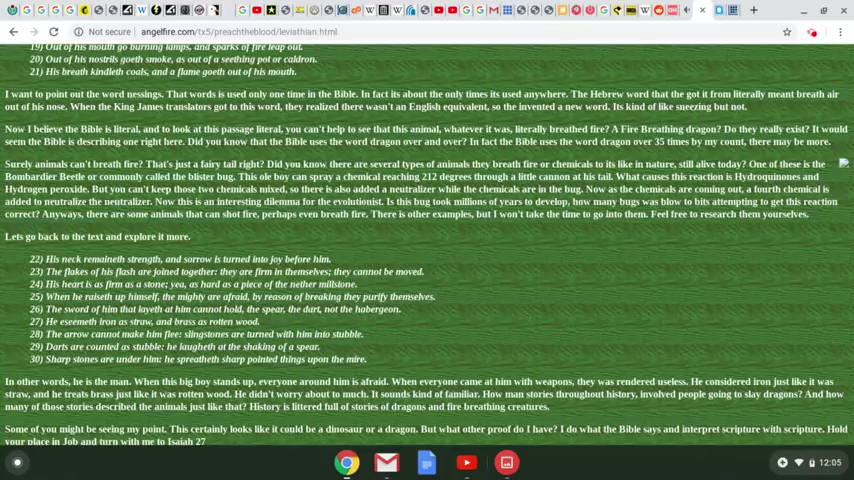 Not secure | angelfire.com/tx5/preachtheblood/leviathian.html
19) Out of his mouth go burning lamps, and sparks of fire leap out.
20) Out of his nostrils goeth smoke, as out of a seething pot or caldron.
21) His breath kindleth coals, and a flame goeth out of his mouth.
I want to point out the word nessings. That words is used only one time in the Bible. In fact its about the only times its used anywhere. The Hebrew word that the got it from literally meant breath air
out of his nose. When the King James translators got to this word, they realized there wasn't an English equivalent, so the invented a new word. Its kind of like sneezing but not.
Now I believe the Bible is literal, and to look at this passage literal, you can't help to see that this animal, whatever it was, literally breathed fire? A Fire Breathing dragon? Do they really exist? It would
seem the Bible is describing one right here. Did you know that the Bible uses the word dragon over and over? In fact the Bible uses the word dragon over 35 times by my count, there may be more.
Surely animals can't breath fire? That's just a fairy tail right? Did you know there are several types of animals they breath fire or chemicals to its like in nature, still alive today? One of these is the
Bombardier Beetle or commonly called the blister bug. This ole boy can spray a chemical reaching 212 degrees through a little cannon at his tail. What causes this reaction is Hydroquinones and
Hydrogen peroxide. But you can't keep those two chemicals mixed, so there is also added a neutralizer while the chemicals are in the bug. Now as the chemicals are coming out, a fourth chemical is
added to neutralize the neutralizer. Now this is an interesting dilemma for the evolutionist. Is this bug took millions of years to develop, how many bugs was blow to bits attempting to get this reaction
correct? Anyways, there are some animals that can shot fire, perhaps even breath fire. There is other examples, but I won't take the time to go into them. Feel free to research them yourselves.
Lets go back to the text and explore it more.
22) His neck remaineth strength, and sorrow is turned into joy before him.
23) The flakes of his flash are joined together: they are firm in themselves; they cannot be moved.
24) His heart is as firm as a stone; yea, as hard as a piece of the nether millstone.
25) When he raiseth up himself, the mighty are afraid, by reason of breaking they purify themselves.
26) The sword of him that layeth at him cannot hold, the spear, the dart, not the habergeon.
27) He eseemeth iron as straw, and brass as rotten wood.
28) The arrow cannot make him flee: slingstones are turned with him into stubble.
29) Darts are counted as stubble: he laugheth at the shaking of a spear.
30) Sharp stones are under him: he spreatheth sharp pointed things upon the mire.
In other words, he is the man. When this big boy stands up, everyone around him is afraid. When everyone came at him with weapons, they was rendered useless. He considered iron just like it was
straw, and he treats brass just like it was rotten wood. He didn't worry about to much. It sounds kind of familiar. How man stories throughout history, involved people going to slay dragons? And how
many of those stories described the animals just like that? History is littered full of stories of dragons and fire breathing creatures.
Some of you might be seeing my point. This certainly looks like it could be a dinosaur or a dragon. But what other proof do I have? I do what the Bible says and interpret scripture with scripture. Hold
your place in Job and turn with me to Isaiah 27
12:05